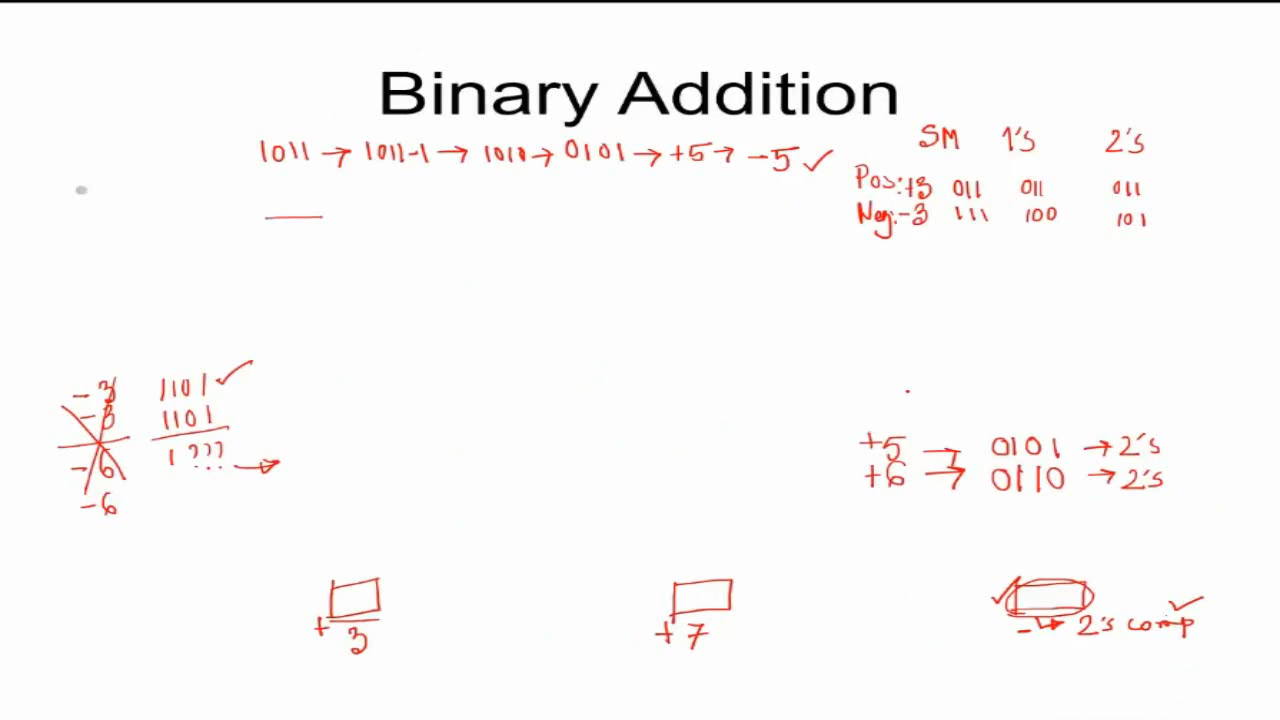 Binary Addition
1011 → 1011-1 → 1010 → 0101 → +5 → -5 ✓
SM 1's 2's
Pos:+3 011 011 011
Neg:-3 111 100 101
-3 1101 ✓
-3 1101
-6 1??? →
-6
+5 → 0101 → 2's
+6 → 0110 → 2's
+3
+7
- → 2's comp ✓